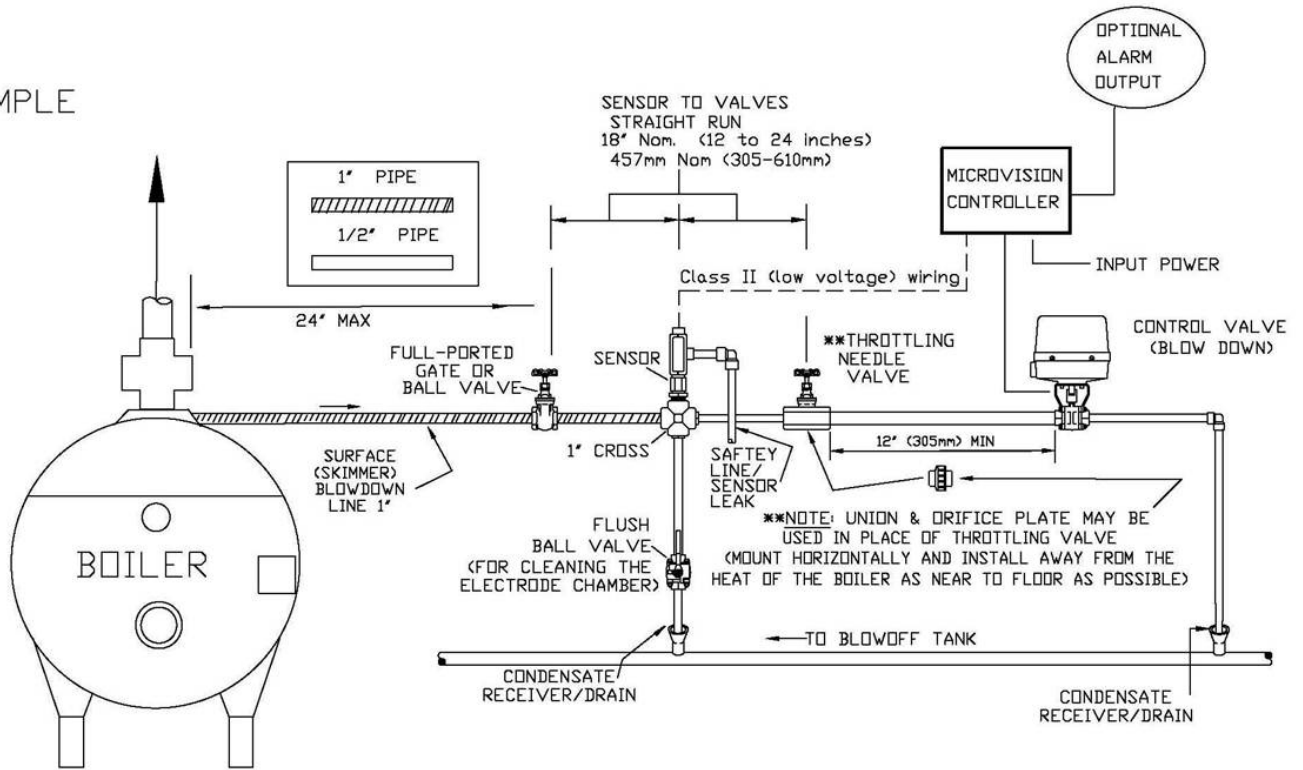 MPLE
OPTIONAL
ALARM
OUTPUT
SENSOR TO VALVES
STRAIGHT RUN
18" Nom. (12 to 24 inches)
457mm Nom (305-610mm)
1" PIPE
1/2" PIPE
MICROVISION
CONTROLLER
INPUT POWER
Class II (low voltage) wiring
24" MAX
CONTROL VALVE
(BLOW DOWN)
FULL-PORTED
GATE OR
BALL VALVE
SENSOR
**THROTTLING
NEEDLE
VALVE
1" CROSS
12" (305mm) MIN
SURFACE
(SKIMMER)
BLOWDOWN
LINE 1"
SAFTEY
LINE/
SENSOR
LEAK
**NOTE: UNION & ORIFICE PLATE MAY BE
USED IN PLACE OF THROTTLING VALVE
(MOUNT HORIZONTALLY AND INSTALL AWAY FROM THE
HEAT OF THE BOILER AS NEAR TO FLOOR AS POSSIBLE)
FLUSH
BALL VALVE
(FOR CLEANING THE
ELECTRODE CHAMBER)
BOILER
TO BLOWOFF TANK
CONDENSATE
RECEIVER/DRAIN
CONDENSATE
RECEIVER/DRAIN